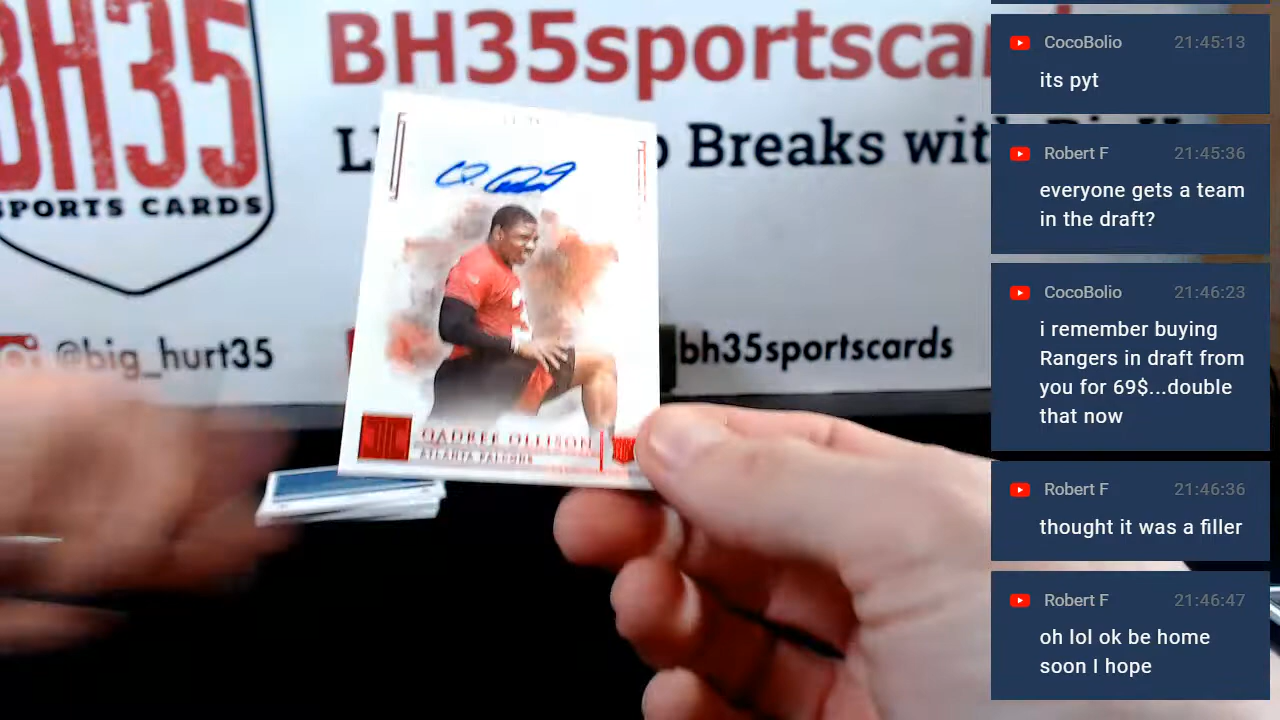 BH35
SPORTS CARDS
BH35sportsca
Breaks with
@big_hurt35
bh35sportscards
QADREE OLLISON
ATLANTA FALCONS
CocoBolio 21:45:13
its pyt
Robert F 21:45:36
everyone gets a team
in the draft?
CocoBolio 21:46:23
i remember buying
Rangers in draft from
you for 69$...double
that now
Robert F 21:46:36
thought it was a filler
Robert F 21:46:47
oh lol ok be home
soon I hope